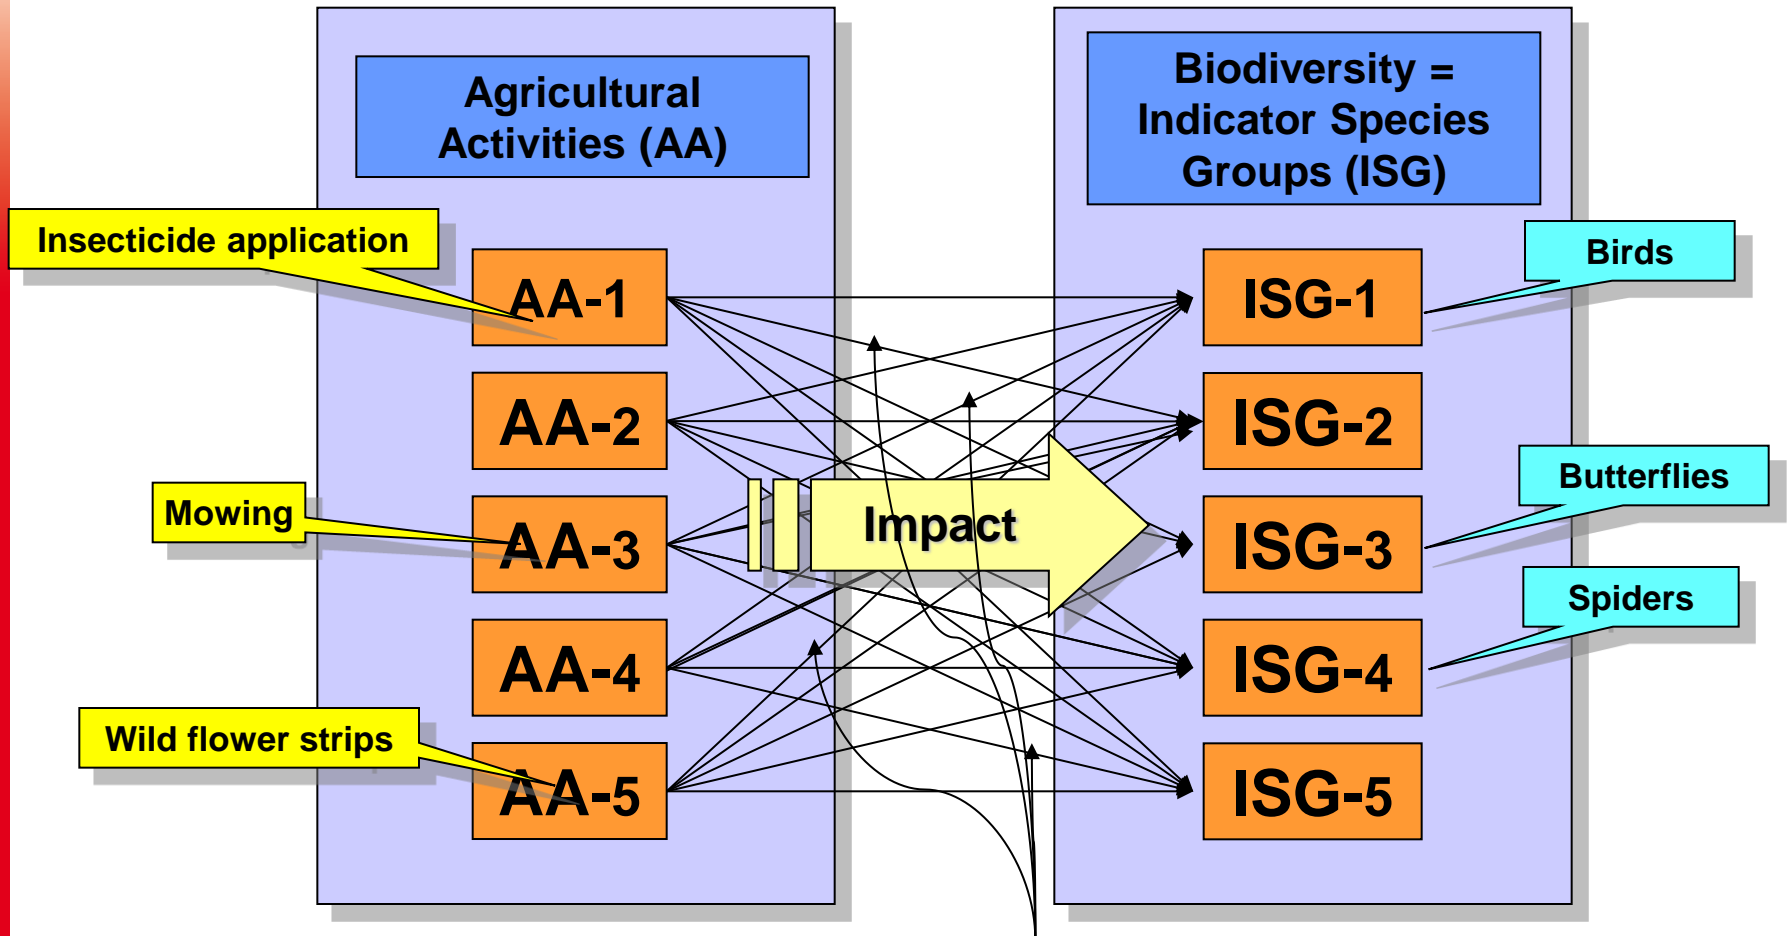 Agricultural
Activities (AA)
Biodiversity =
Indicator Species
Groups (ISG)
Insecticide application
Birds
AA-1
ISG-1
AA-2
ISG-2
Butterflies
Mowing
Impact
AA-3
ISG-3
Spiders
AA-4
ISG-4
Wild flower strips
AA-5
ISG-5